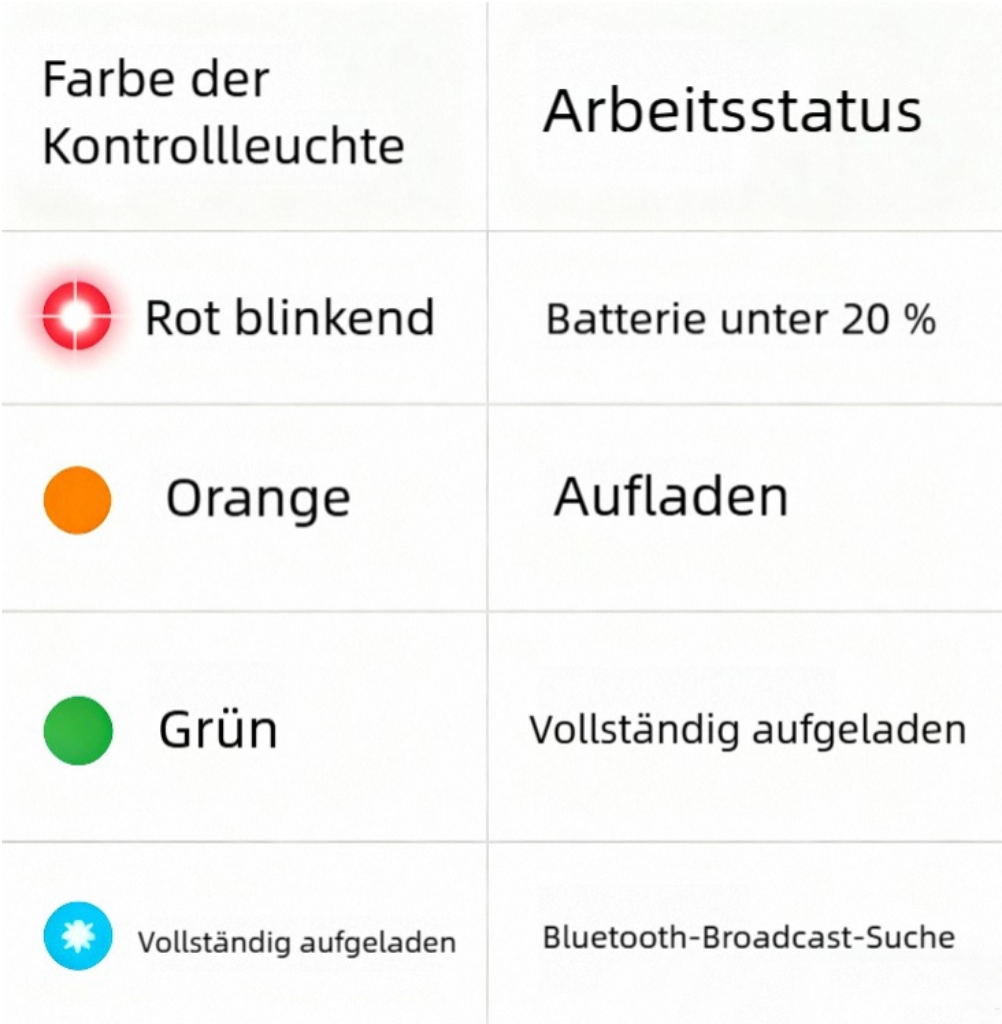 Farbe der
Kontrollleuchte
Arbeitsstatus
Rot blinkend
Batterie unter 20 %
Orange
Aufladen
Grün
Vollständig aufgeladen
Vollständig aufgeladen
Bluetooth-Broadcast-Suche